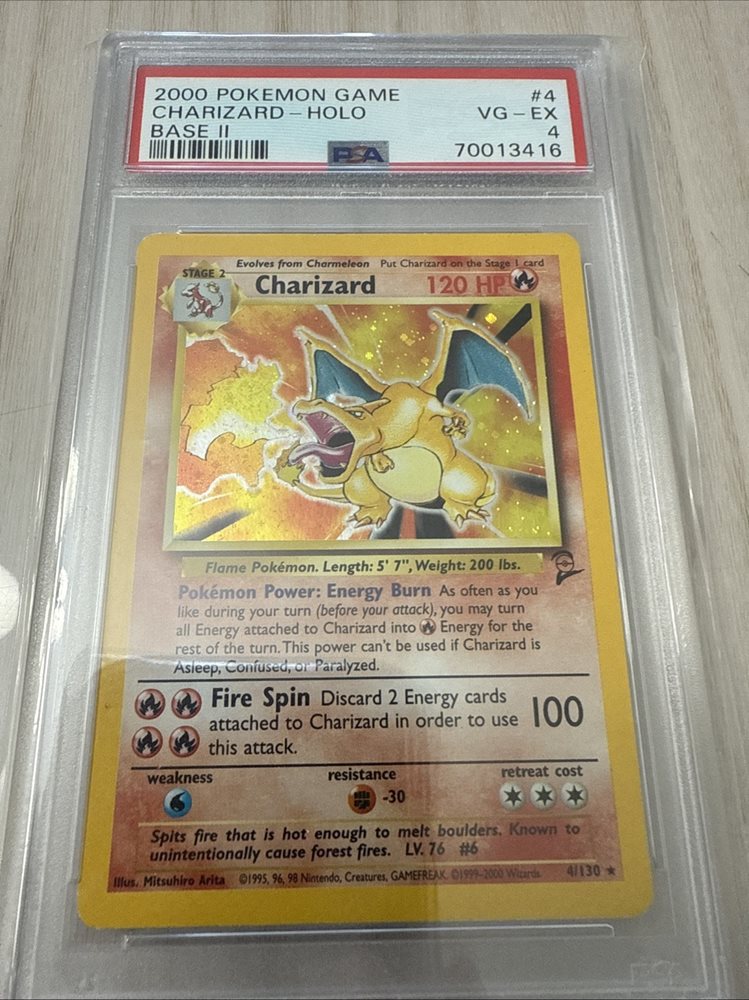 2000 POKEMON GAME #4
CHARIZARD - HOLO VG - EX
BASE II 4
PSA 70013416
Evolves from Charmeleon Put Charizard on the Stage 1 card
STAGE 2
Charizard 120 HP
Flame Pokémon. Length: 5' 7", Weight: 200 lbs.
Pokémon Power: Energy Burn As often as you
like during your turn (before your attack), you may turn
all Energy attached to Charizard into Energy for the
rest of the turn. This power can't be used if Charizard is
Asleep, Confused, or Paralyzed.
Fire Spin Discard 2 Energy cards
attached to Charizard in order to use 100
this attack.
weakness resistance retreat cost
-30
Spits fire that is hot enough to melt boulders. Known to
unintentionally cause forest fires. LV. 76 #6
Illus. Mitsuhiro Arita ©1995, 96, 98 Nintendo, Creatures, GAMEFREAK. ©1999-2000 Wizards 4/130 ★